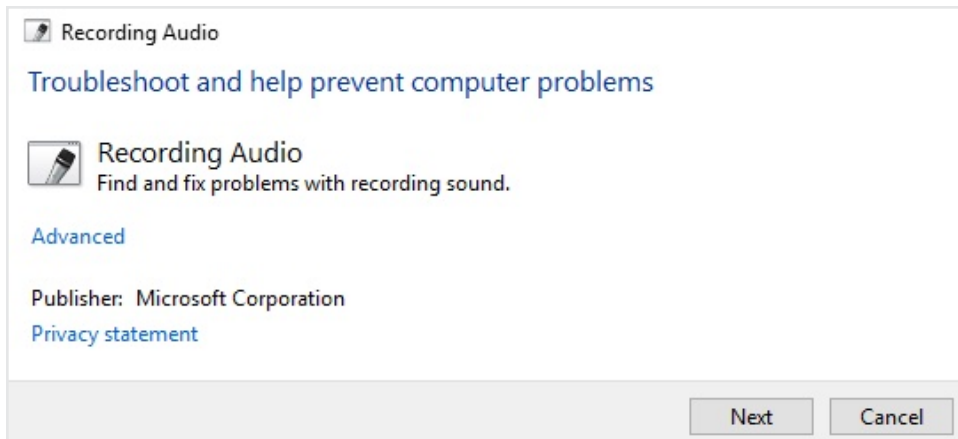 Recording Audio
Troubleshoot and help prevent computer problems
Recording Audio
Find and fix problems with recording sound.
Advanced
Publisher: Microsoft Corporation
Privacy statement
Next Cancel